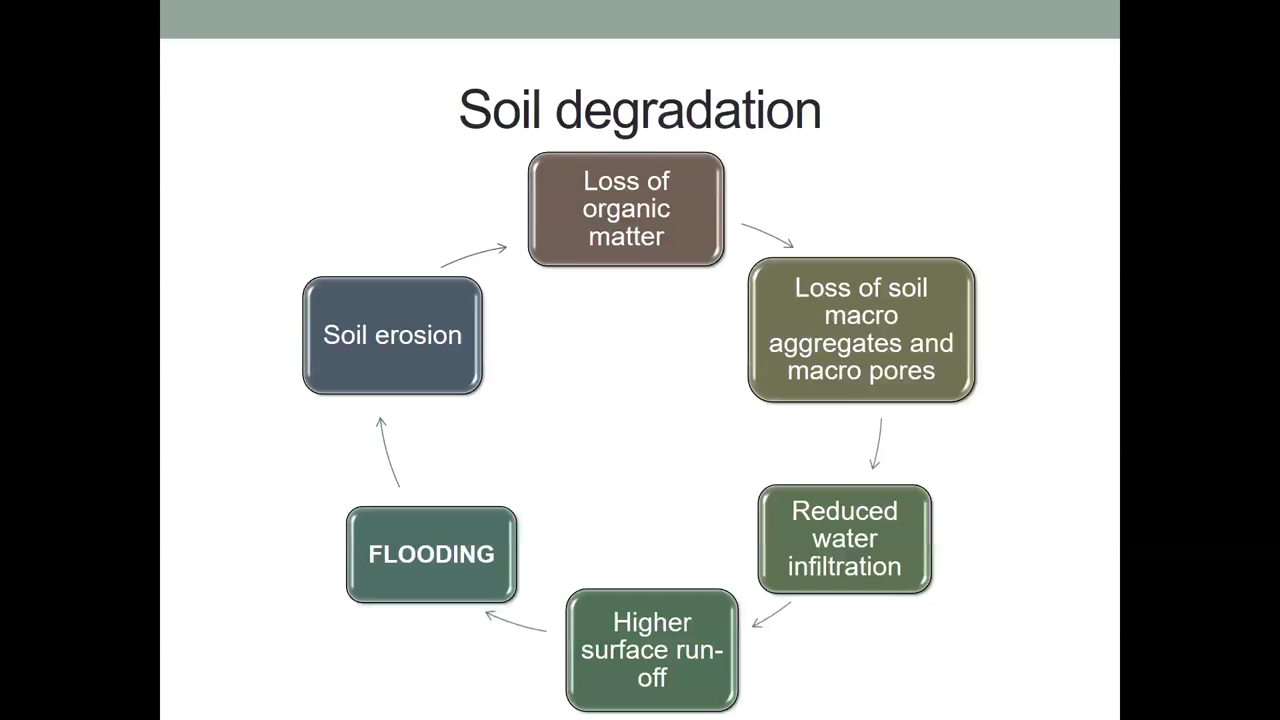 Soil degradation
Loss of
organic
matter
Loss of soil
macro
aggregates and
macro pores
Reduced
water
infiltration
Higher
surface run-
off
FLOODING
Soil erosion